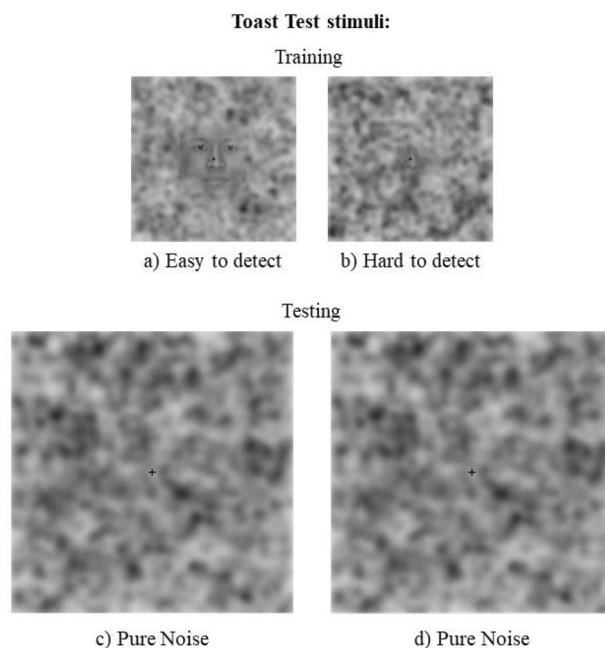 Toast Test stimuli:
Training
a) Easy to detect
b) Hard to detect
Testing
c) Pure Noise
d) Pure Noise